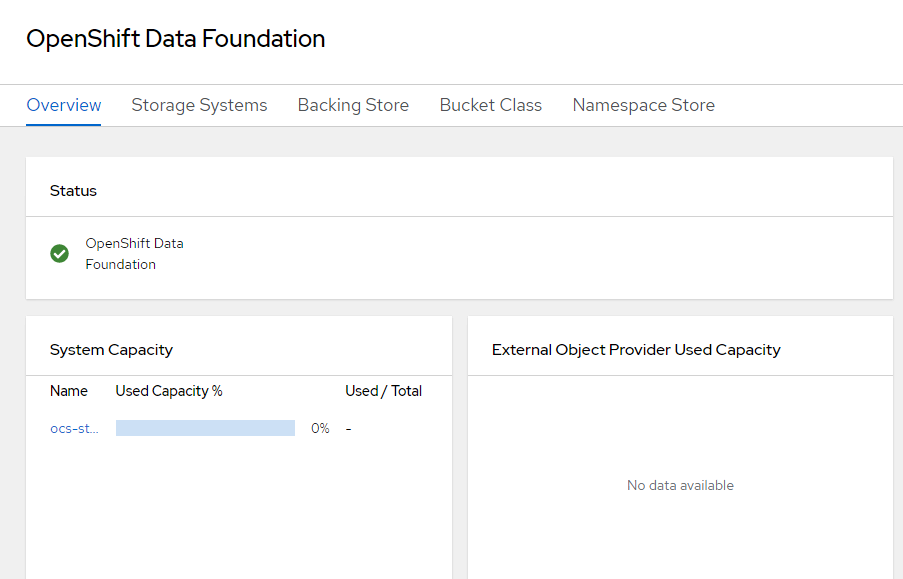 OpenShift Data Foundation
Overview Storage Systems Backing Store Bucket Class Namespace Store
Status
OpenShift Data
Foundation
System Capacity
Name Used Capacity % Used / Total
ocs-st... 0% -
External Object Provider Used Capacity
No data available